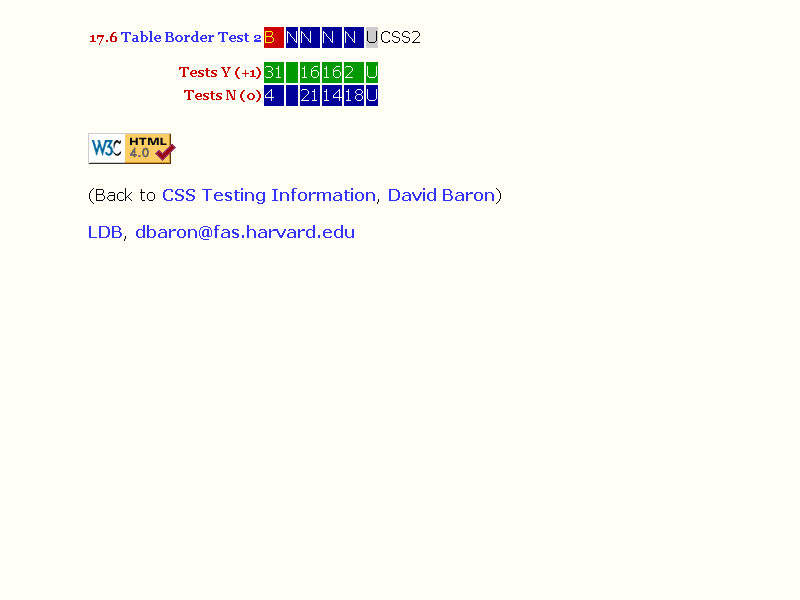 17.6 Table Border Test 2 B N N N N U CSS2
Tests Y (+1) 31 16 16 2 U
Tests N (0) 4 21 14 18 U
W3C HTML 4.0
(Back to CSS Testing Information, David Baron)
LDB, dbaron@fas.harvard.edu